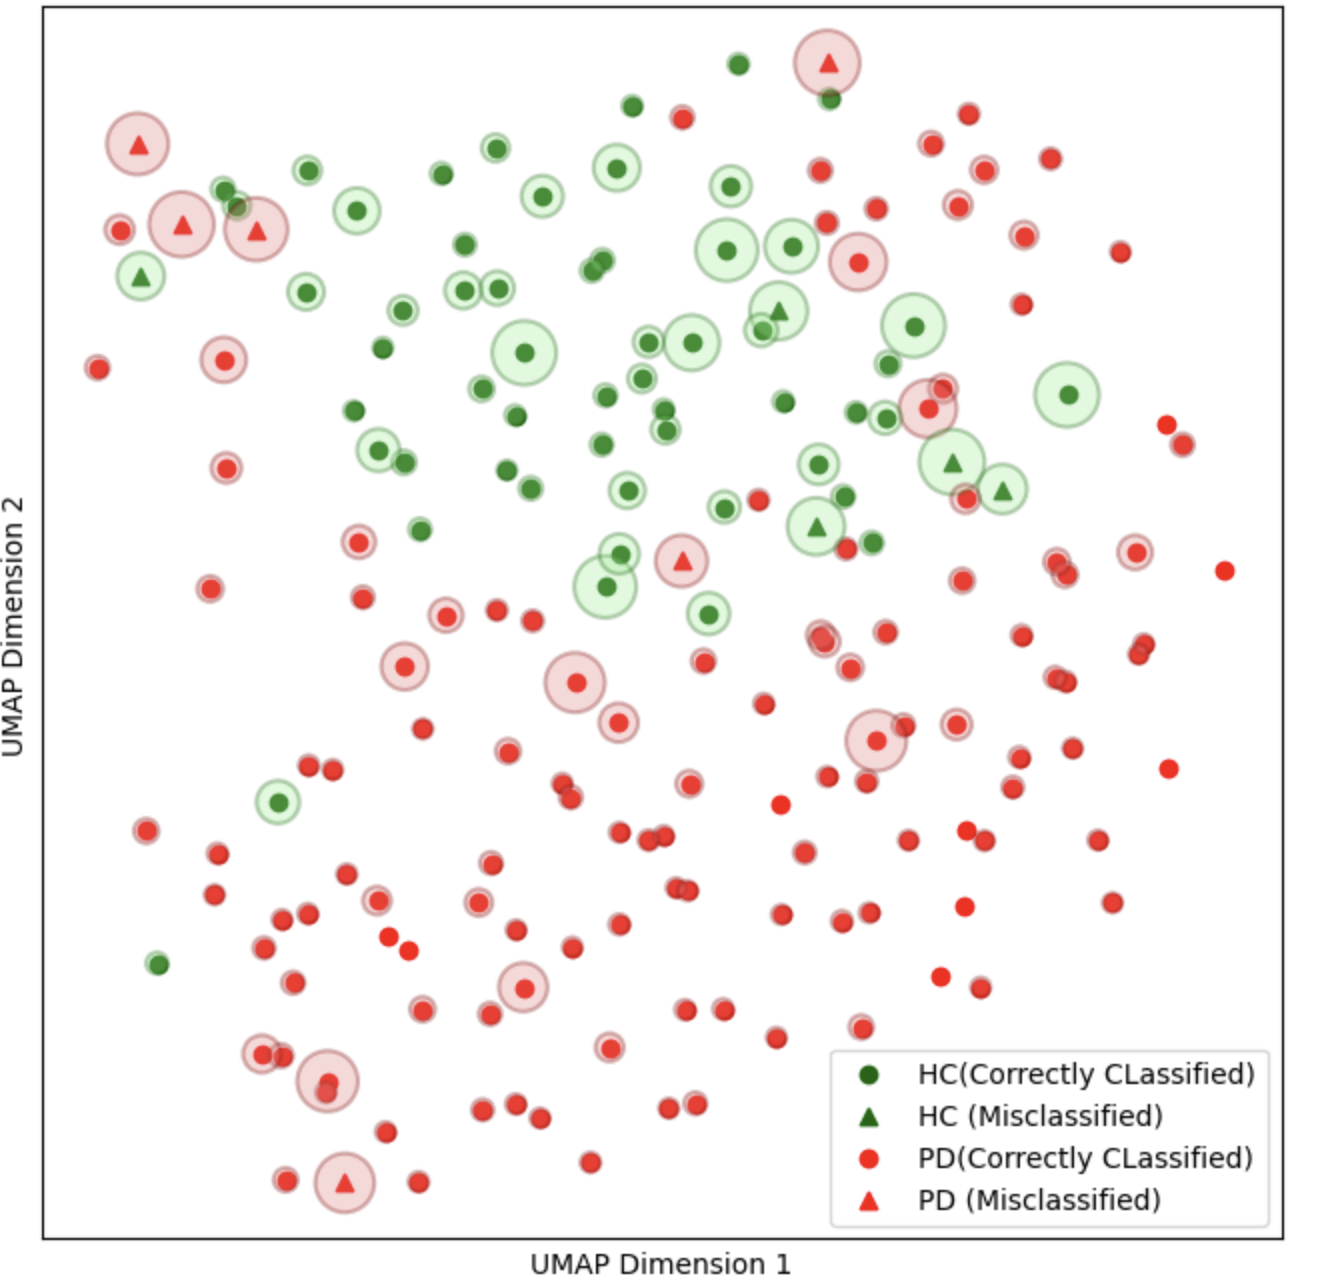 UMAP Dimension 2
HC(Correctly CLassified)
HC (Misclassified)
PD(Correctly CLassified)
PD (Misclassified)
UMAP Dimension 1